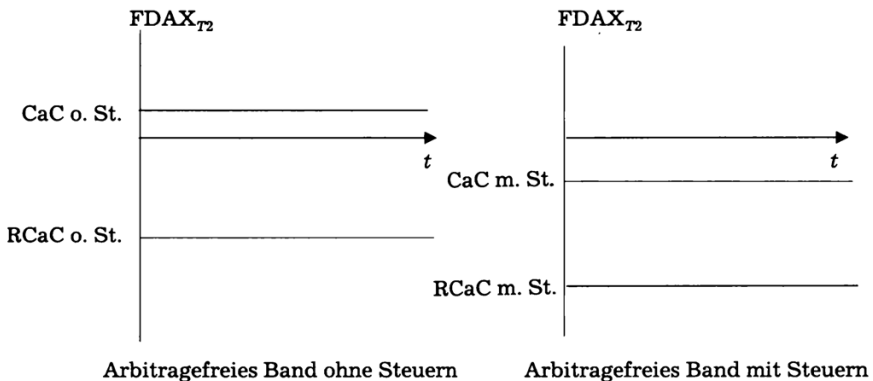 FDAX_T2
CaC o. St.
t
RCaC o. St.
Arbitragefreies Band ohne Steuern
FDAX_T2
t
CaC m. St.
RCaC m. St.
Arbitragefreies Band mit Steuern